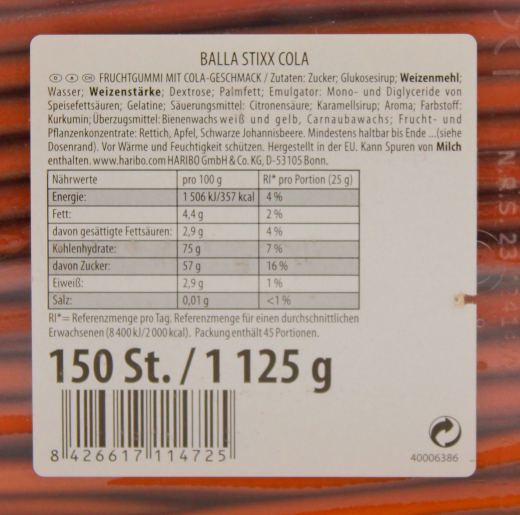 BALLA STIXX COLA
D A CH FRUCHTGUMMI MIT COLA-GESCHMACK / Zutaten: Zucker; Glukosesirup; Weizenmehl;
Wasser; Weizenstärke; Dextrose; Palmfett; Emulgator: Mono- und Diglyceride von
Speisefettsäuren; Gelatine; Säuerungsmittel: Citronensäure; Karamellsirup; Aroma; Farbstoff:
Kurkumin; Überzugsmittel: Bienenwachs weiß und gelb, Carnaubawachs; Frucht- und
Pflanzenkonzentrate: Rettich, Apfel, Schwarze Johannisbeere. Mindestens haltbar bis Ende ...(siehe
Dosenrand). Vor Wärme und Feuchtigkeit schützen. Hergestellt in der EU. Kann Spuren von Milch
enthalten. www.haribo.com HARIBO GmbH & Co. KG, D-53105 Bonn.
Nährwerte pro 100 g RI* pro Portion (25 g)
Energie: 1 506 kJ/357 kcal 4 %
Fett: 4,4 g 2 %
davon gesättigte Fettsäuren: 2,9 g 4 %
Kohlenhydrate: 75 g 7 %
davon Zucker: 57 g 16 %
Eiweiß: 2,9 g 1 %
Salz: 0,01 g <1 %
RI* = Referenzmenge pro Tag. Referenzmenge für einen durchschnittlichen
Erwachsenen (8 400 kJ/2 000 kcal). Packung enthält 45 Portionen.
150 St. / 1 125 g
8 426617 114725
40006386